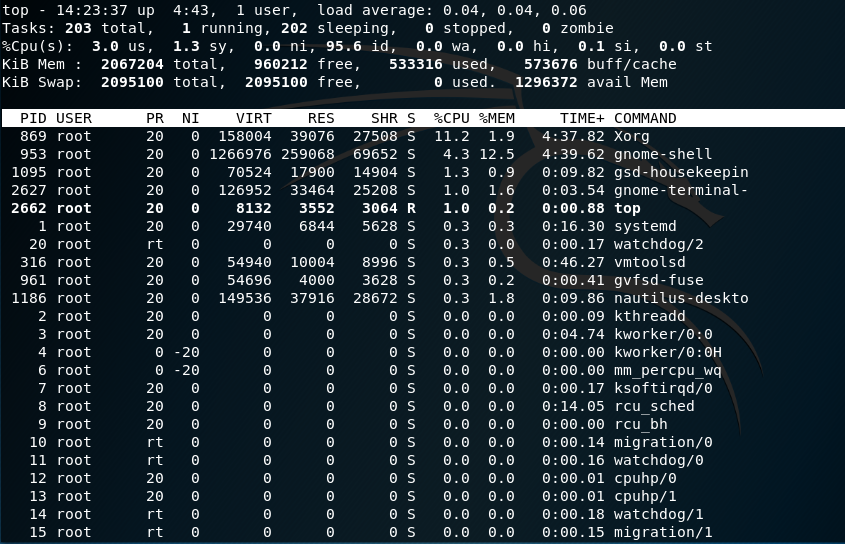 top - 14:23:37 up  4:43,  1 user,  load average: 0.04, 0.04, 0.06
Tasks: 203 total,   1 running, 202 sleeping,   0 stopped,   0 zombie
%Cpu(s):  3.0 us,  1.3 sy,  0.0 ni, 95.6 id,  0.0 wa,  0.0 hi,  0.1 si,  0.0 st
KiB Mem :  2067204 total,   960212 free,   533316 used,   573676 buff/cache
KiB Swap:  2095100 total,  2095100 free,        0 used.  1296372 avail Mem
  PID USER      PR  NI    VIRT    RES    SHR S  %CPU %MEM     TIME+ COMMAND
  869 root      20   0  158004  39076  27508 S  11.2  1.9   4:37.82 Xorg
  953 root      20   0 1266976 259068  69652 S   4.3 12.5   4:39.62 gnome-shell
 1095 root      20   0   70524  17900  14904 S   1.3  0.9   0:09.82 gsd-housekeepin
 2627 root      20   0  126952  33464  25208 S   1.0  1.6   0:03.54 gnome-terminal-
 2662 root      20   0    8132   3552   3064 R   1.0  0.2   0:00.88 top
    1 root      20   0   29740   6844   5628 S   0.3  0.3   0:16.30 systemd
   20 root      rt   0       0      0      0 S   0.3  0.0   0:00.17 watchdog/2
  316 root      20   0   54940  10004   8996 S   0.3  0.5   0:46.27 vmtoolsd
  961 root      20   0   54696   4000   3628 S   0.3  0.2   0:00.41 gvfsd-fuse
 1186 root      20   0  149536  37916  28672 S   0.3  1.8   0:09.86 nautilus-deskto
    2 root      20   0       0      0      0 S   0.0  0.0   0:00.09 kthreadd
    3 root      20   0       0      0      0 S   0.0  0.0   0:04.74 kworker/0:0
    4 root       0 -20       0      0      0 S   0.0  0.0   0:00.00 kworker/0:0H
    6 root       0 -20       0      0      0 S   0.0  0.0   0:00.00 mm_percpu_wq
    7 root      20   0       0      0      0 S   0.0  0.0   0:00.17 ksoftirqd/0
    8 root      20   0       0      0      0 S   0.0  0.0   0:14.05 rcu_sched
    9 root      20   0       0      0      0 S   0.0  0.0   0:00.00 rcu_bh
   10 root      rt   0       0      0      0 S   0.0  0.0   0:00.14 migration/0
   11 root      rt   0       0      0      0 S   0.0  0.0   0:00.16 watchdog/0
   12 root      20   0       0      0      0 S   0.0  0.0   0:00.01 cpuhp/0
   13 root      20   0       0      0      0 S   0.0  0.0   0:00.01 cpuhp/1
   14 root      rt   0       0      0      0 S   0.0  0.0   0:00.18 watchdog/1
   15 root      rt   0       0      0      0 S   0.0  0.0   0:00.15 migration/1